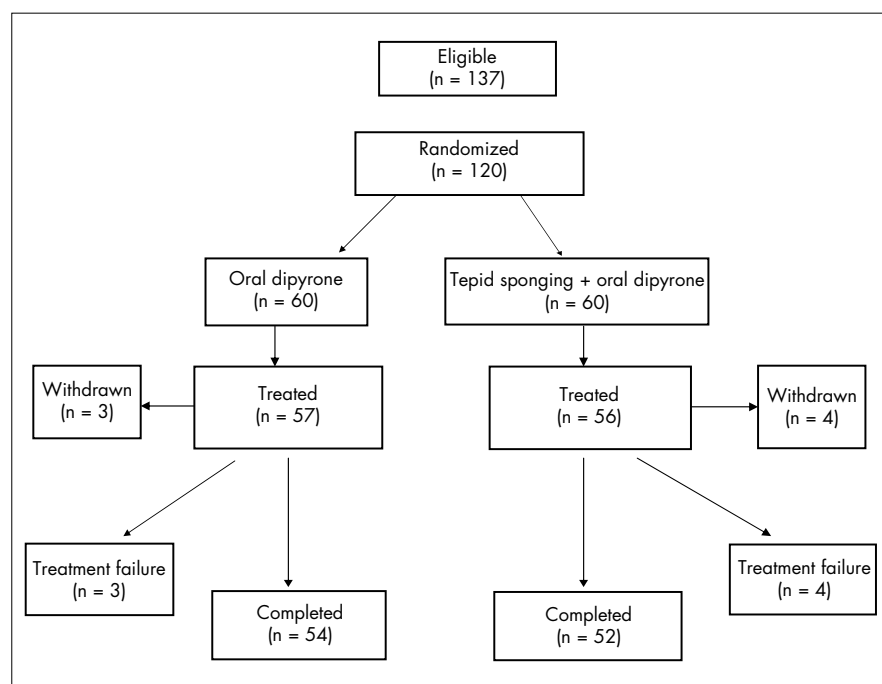 Eligible
(n = 137)
Randomized
(n = 120)
Oral dipyrone
(n = 60)
Tepid sponging + oral dipyrone
(n = 60)
Withdrawn
(n = 3)
Treated
(n = 57)
Treated
(n = 56)
Withdrawn
(n = 4)
Treatment failure
(n = 3)
Completed
(n = 54)
Completed
(n = 52)
Treatment failure
(n = 4)